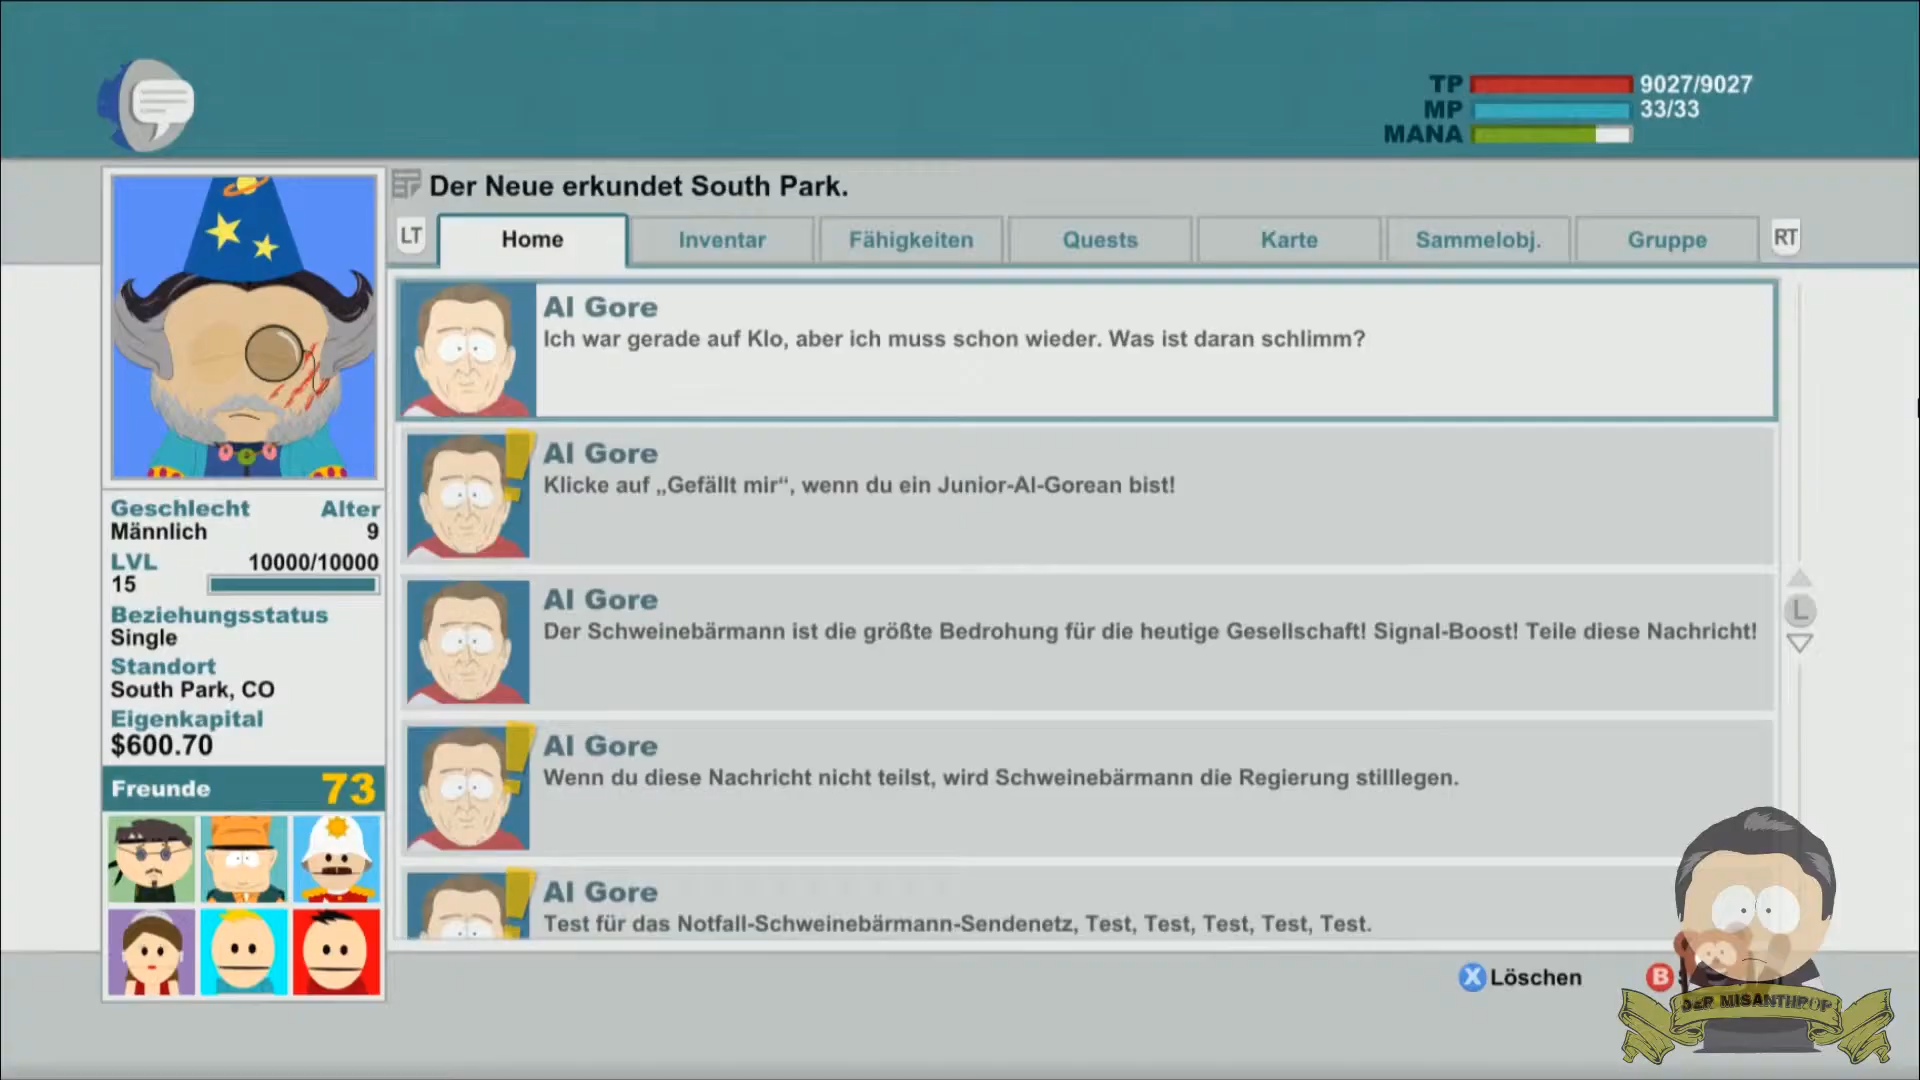 TP 9027/9027
MP 33/33
MANA
Der Neue erkundet South Park.
LT Home Inventar Fähigkeiten Quests Karte Sammelobj. Gruppe RT
Al Gore
Ich war gerade auf Klo, aber ich muss schon wieder. Was ist daran schlimm?
Al Gore
Klicke auf „Gefällt mir“, wenn du ein Junior-Al-Gorean bist!
Al Gore
Der Schweinebärmann ist die größte Bedrohung für die heutige Gesellschaft! Signal-Boost! Teile diese Nachricht!
Al Gore
Wenn du diese Nachricht nicht teilst, wird Schweinebärmann die Regierung stilllegen.
Al Gore
Test für das Notfall-Schweinebärmann-Sendenetz, Test, Test, Test, Test, Test.
Geschlecht Alter
Männlich 9
LVL 10000/10000
15
Beziehungsstatus
Single
Standort
South Park, CO
Eigenkapital
$600.70
Freunde 73
L
X Löschen B
DER MISANTHROP